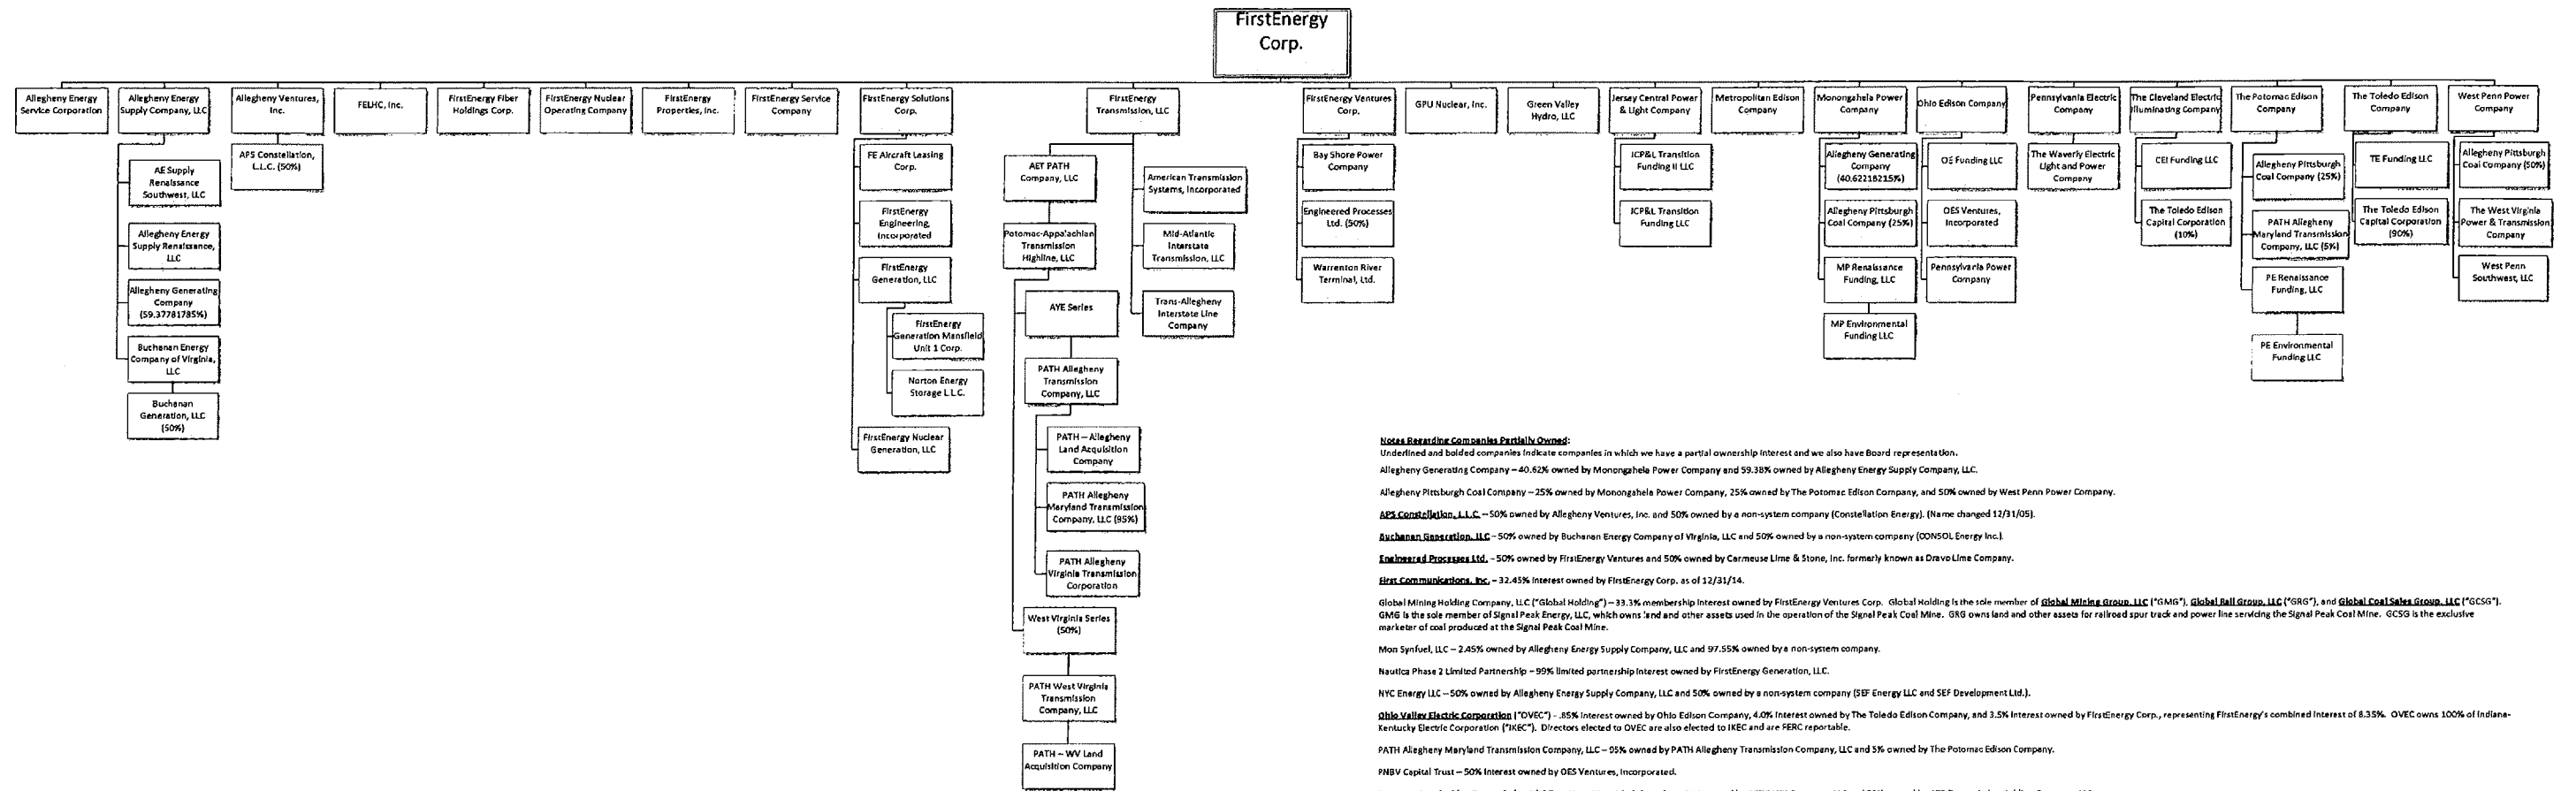 FirstEnergy
Corp.
Allegheny Energy
Service Corporation
Allegheny Energy
Supply Company, LLC
Allegheny Ventures,
Inc.
FELHC, Inc.
FirstEnergy Fiber
Holdings Corp.
FirstEnergy Nuclear
Operating Company
FirstEnergy
Properties, Inc.
FirstEnergy Service
Company
FirstEnergy Solutions
Corp.
FirstEnergy
Transmission, LLC
FirstEnergy Ventures
Corp.
GPU Nuclear, Inc.
Green Valley
Hydro, LLC
Jersey Central Power
& Light Company
Metropolitan Edison
Company
Monongahela Power
Company
Ohio Edison Company
Pennsylvania Electric
Company
The Cleveland Electric
Illuminating Company
The Potomac Edison
Company
The Toledo Edison
Company
West Penn Power
Company
AE Supply
Renaissance
Southwest, LLC
Allegheny Energy
Supply Renaissance,
LLC
Allegheny Generating
Company
(59.37781785%)
Buchanan Energy
Company of Virginia,
LLC
Buchanan
Generation, LLC
(50%)
APS Constellation,
L.L.C. (50%)
FE Aircraft Leasing
Corp.
FirstEnergy
Engineering,
Incorporated
FirstEnergy
Generation, LLC
FirstEnergy
Generation Mansfield
Unit 1 Corp.
Norton Energy
Storage L.L.C.
FirstEnergy Nuclear
Generation, LLC
AET PATH
Company, LLC
Potomac-Appalachian
Transmission
Highline, LLC
AYE Series
PATH Allegheny
Transmission
Company, LLC
PATH – Allegheny
Land Acquisition
Company
PATH Allegheny
Maryland Transmission
Company, LLC (95%)
PATH Allegheny
Virginia Transmission
Corporation
West Virginia Series
(50%)
PATH West Virginia
Transmission
Company, LLC
PATH – WV Land
Acquisition Company
American Transmission
Systems, Incorporated
Mid-Atlantic
Interstate
Transmission, LLC
Trans-Allegheny
Interstate Line
Company
Bay Shore Power
Company
Engineered Processes
Ltd. (50%)
Warrenton River
Terminal, Ltd.
JCP&L Transition
Funding II LLC
JCP&L Transition
Funding LLC
Allegheny Generating
Company
(40.62218215%)
Allegheny Pittsburgh
Coal Company (25%)
MP Renaissance
Funding, LLC
MP Environmental
Funding LLC
OE Funding LLC
OES Ventures,
Incorporated
Pennsylvania Power
Company
The Waverly Electric
Light and Power
Company
CEI Funding LLC
The Toledo Edison
Capital Corporation
(10%)
Allegheny Pittsburgh
Coal Company (25%)
PATH Allegheny
Maryland Transmission
Company, LLC (5%)
PE Renaissance
Funding, LLC
PE Environmental
Funding LLC
TE Funding LLC
The Toledo Edison
Capital Corporation
(90%)
Allegheny Pittsburgh
Coal Company (50%)
The West Virginia
Power & Transmission
Company
West Penn
Southwest, LLC
Notes Regarding Companies Partially Owned:
Underlined and bolded companies indicate companies in which we have a partial ownership interest and we also have Board representation.
Allegheny Generating Company – 40.62% owned by Monongahela Power Company and 59.38% owned by Allegheny Energy Supply Company, LLC.
Allegheny Pittsburgh Coal Company – 25% owned by Monongahela Power Company, 25% owned by The Potomac Edison Company, and 50% owned by West Penn Power Company.
APS Constellation, L.L.C. – 50% owned by Allegheny Ventures, Inc. and 50% owned by a non-system company (Constellation Energy). (Name changed 12/31/05).
Buchanan Generation, LLC – 50% owned by Buchanan Energy Company of Virginia, LLC and 50% owned by a non-system company (CONSOL Energy Inc.).
Engineered Processes Ltd. – 50% owned by FirstEnergy Ventures and 50% owned by Carmeuse Lime & Stone, Inc. formerly known as Dravo Lime Company.
First Communications, Inc. – 32.45% interest owned by FirstEnergy Corp. as of 12/31/14.
Global Mining Holding Company, LLC ("Global Holding") – 33.3% membership interest owned by FirstEnergy Ventures Corp. Global Holding is the sole member of Global Mining Group, LLC ("GMG"), Global Rail Group, LLC ("GRG"), and Global Coal Sales Group, LLC ("GCSG").
GMG is the sole member of Signal Peak Energy, LLC, which owns land and other assets used in the operation of the Signal Peak Coal Mine. GRG owns land and other assets for railroad spur track and power line servicing the Signal Peak Coal Mine. GCSG is the exclusive
marketer of coal produced at the Signal Peak Coal Mine.
Mon Synfuel, LLC – 2.45% owned by Allegheny Energy Supply Company, LLC and 97.55% owned by a non-system company.
Nautica Phase 2 Limited Partnership – 99% limited partnership interest owned by FirstEnergy Generation, LLC.
NYC Energy LLC – 50% owned by Allegheny Energy Supply Company, LLC and 50% owned by a non-system company (SEF Energy LLC and SEF Development Ltd.).
Ohio Valley Electric Corporation ("OVEC") – .85% interest owned by Ohio Edison Company, 4.0% interest owned by The Toledo Edison Company, and 3.5% interest owned by FirstEnergy Corp., representing FirstEnergy's combined interest of 8.35%. OVEC owns 100% of Indiana-
Kentucky Electric Corporation ("IKEC"). Directors elected to OVEC are also elected to IKEC and are FERC reportable.
PATH Allegheny Maryland Transmission Company, LLC – 95% owned by PATH Allegheny Transmission Company, LLC and 5% owned by The Potomac Edison Company.
PNBV Capital Trust – 50% interest owned by OES Ventures, Incorporated.